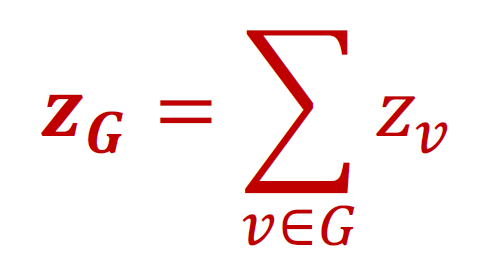 𝒛_𝑮 = ∑_{𝑣∈𝐺} 𝑧_𝑣